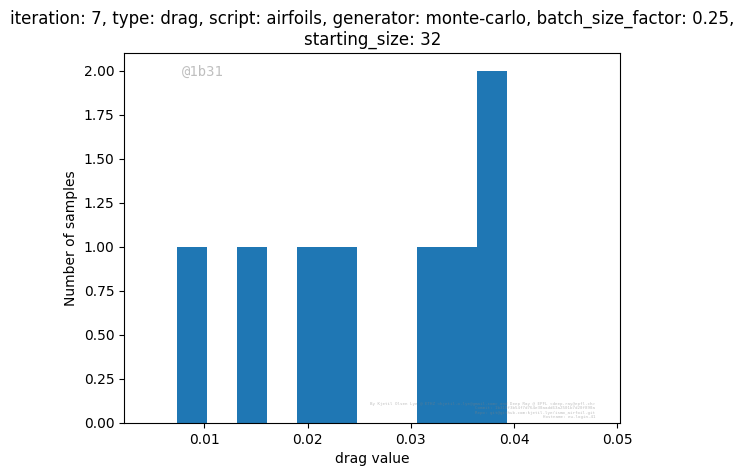 iteration: 7, type: drag, script: airfoils, generator: monte-carlo, batch_size_factor: 0.25,
starting_size: 32
@1b31
2.00
1.75
1.50
1.25
1.00
0.75
0.50
0.25
0.00
Number of samples
0.01 0.02 0.03 0.04 0.05
drag value